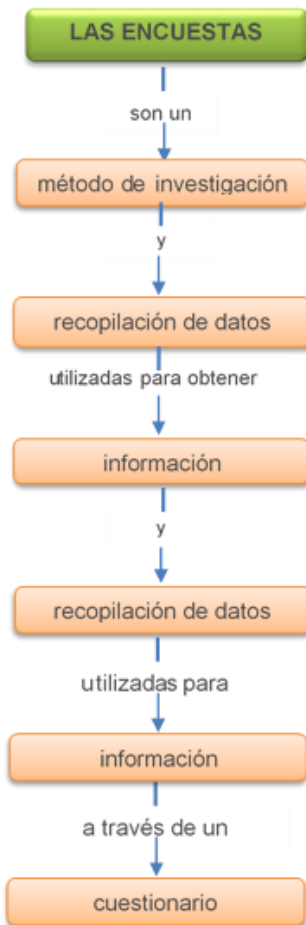 LAS ENCUESTAS
son un
método de investigación
y
recopilación de datos
utilizadas para obtener
información
y
recopilación de datos
utilizadas para
información
a través de un
cuestionario